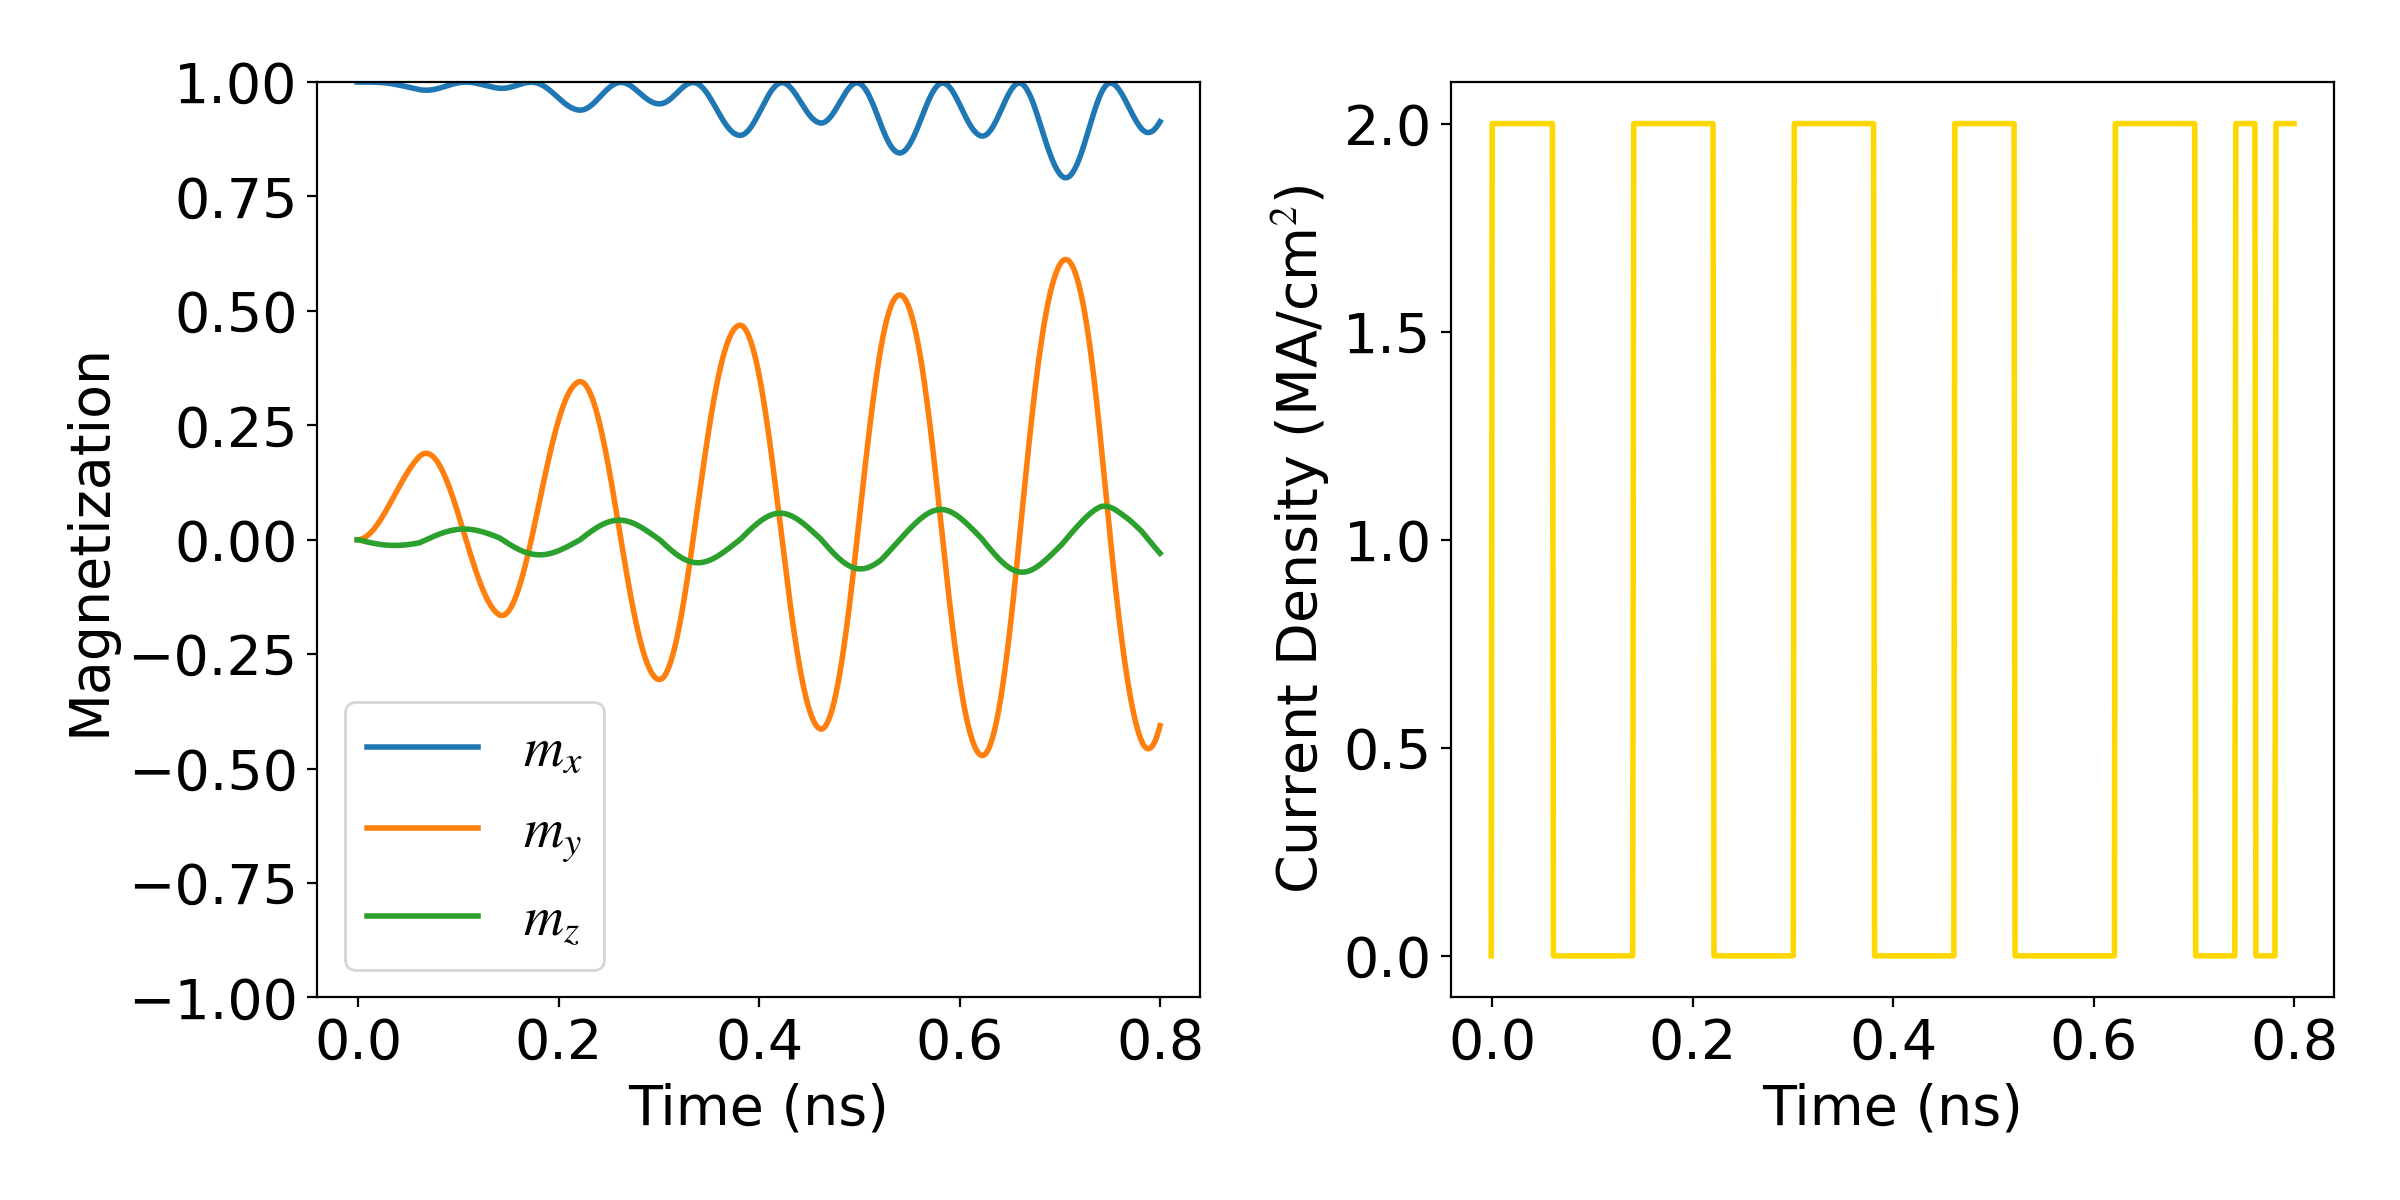 Magnetization
1.00
0.75
0.50
0.25
0.00
−0.25
−0.50
−0.75
−1.00
m_x
m_y
m_z
0.0 0.2 0.4 0.6 0.8
Time (ns)
Current Density (MA/cm²)
2.0
1.5
1.0
0.5
0.0
0.0 0.2 0.4 0.6 0.8
Time (ns)